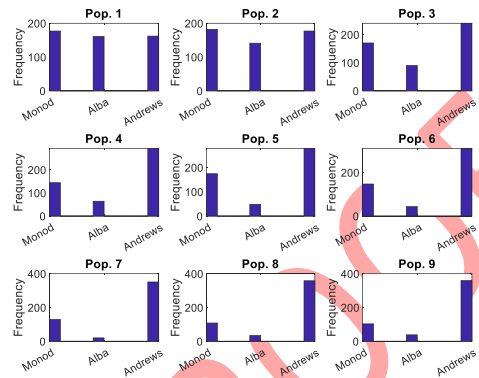 Pop. 1 Pop. 2 Pop. 3
Frequency 200 100 0 Frequency 200 100 0 Frequency 200 100 0
Monod Alba Andrews Monod Alba Andrews Monod Alba Andrews
Pop. 4 Pop. 5 Pop. 6
Frequency 200 100 0 Frequency 200 100 0 Frequency 200 0
Monod Alba Andrews Monod Alba Andrews Monod Alba Andrews
Pop. 7 Pop. 8 Pop. 9
Frequency 400 200 0 Frequency 400 200 0 Frequency 400 200 0
Monod Alba Andrews Monod Alba Andrews Monod Alba Andrews